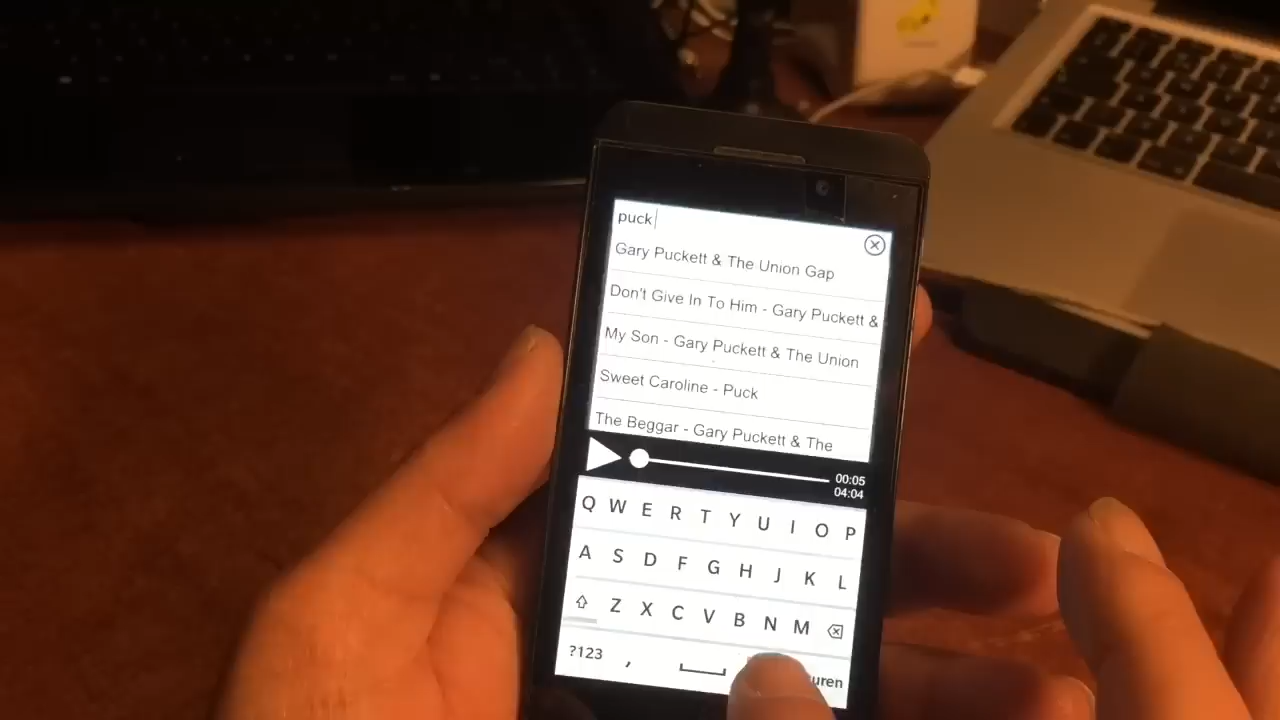 puck
Gary Puckett & The Union Gap
Don't Give In To Him - Gary Puckett &
My Son - Gary Puckett & The Union
Sweet Caroline - Puck
The Beggar - Gary Puckett & The
00:05
04:04
Q W E R T Y U I O P
A S D F G H J K L
Z X C V B N M
?123 , uren